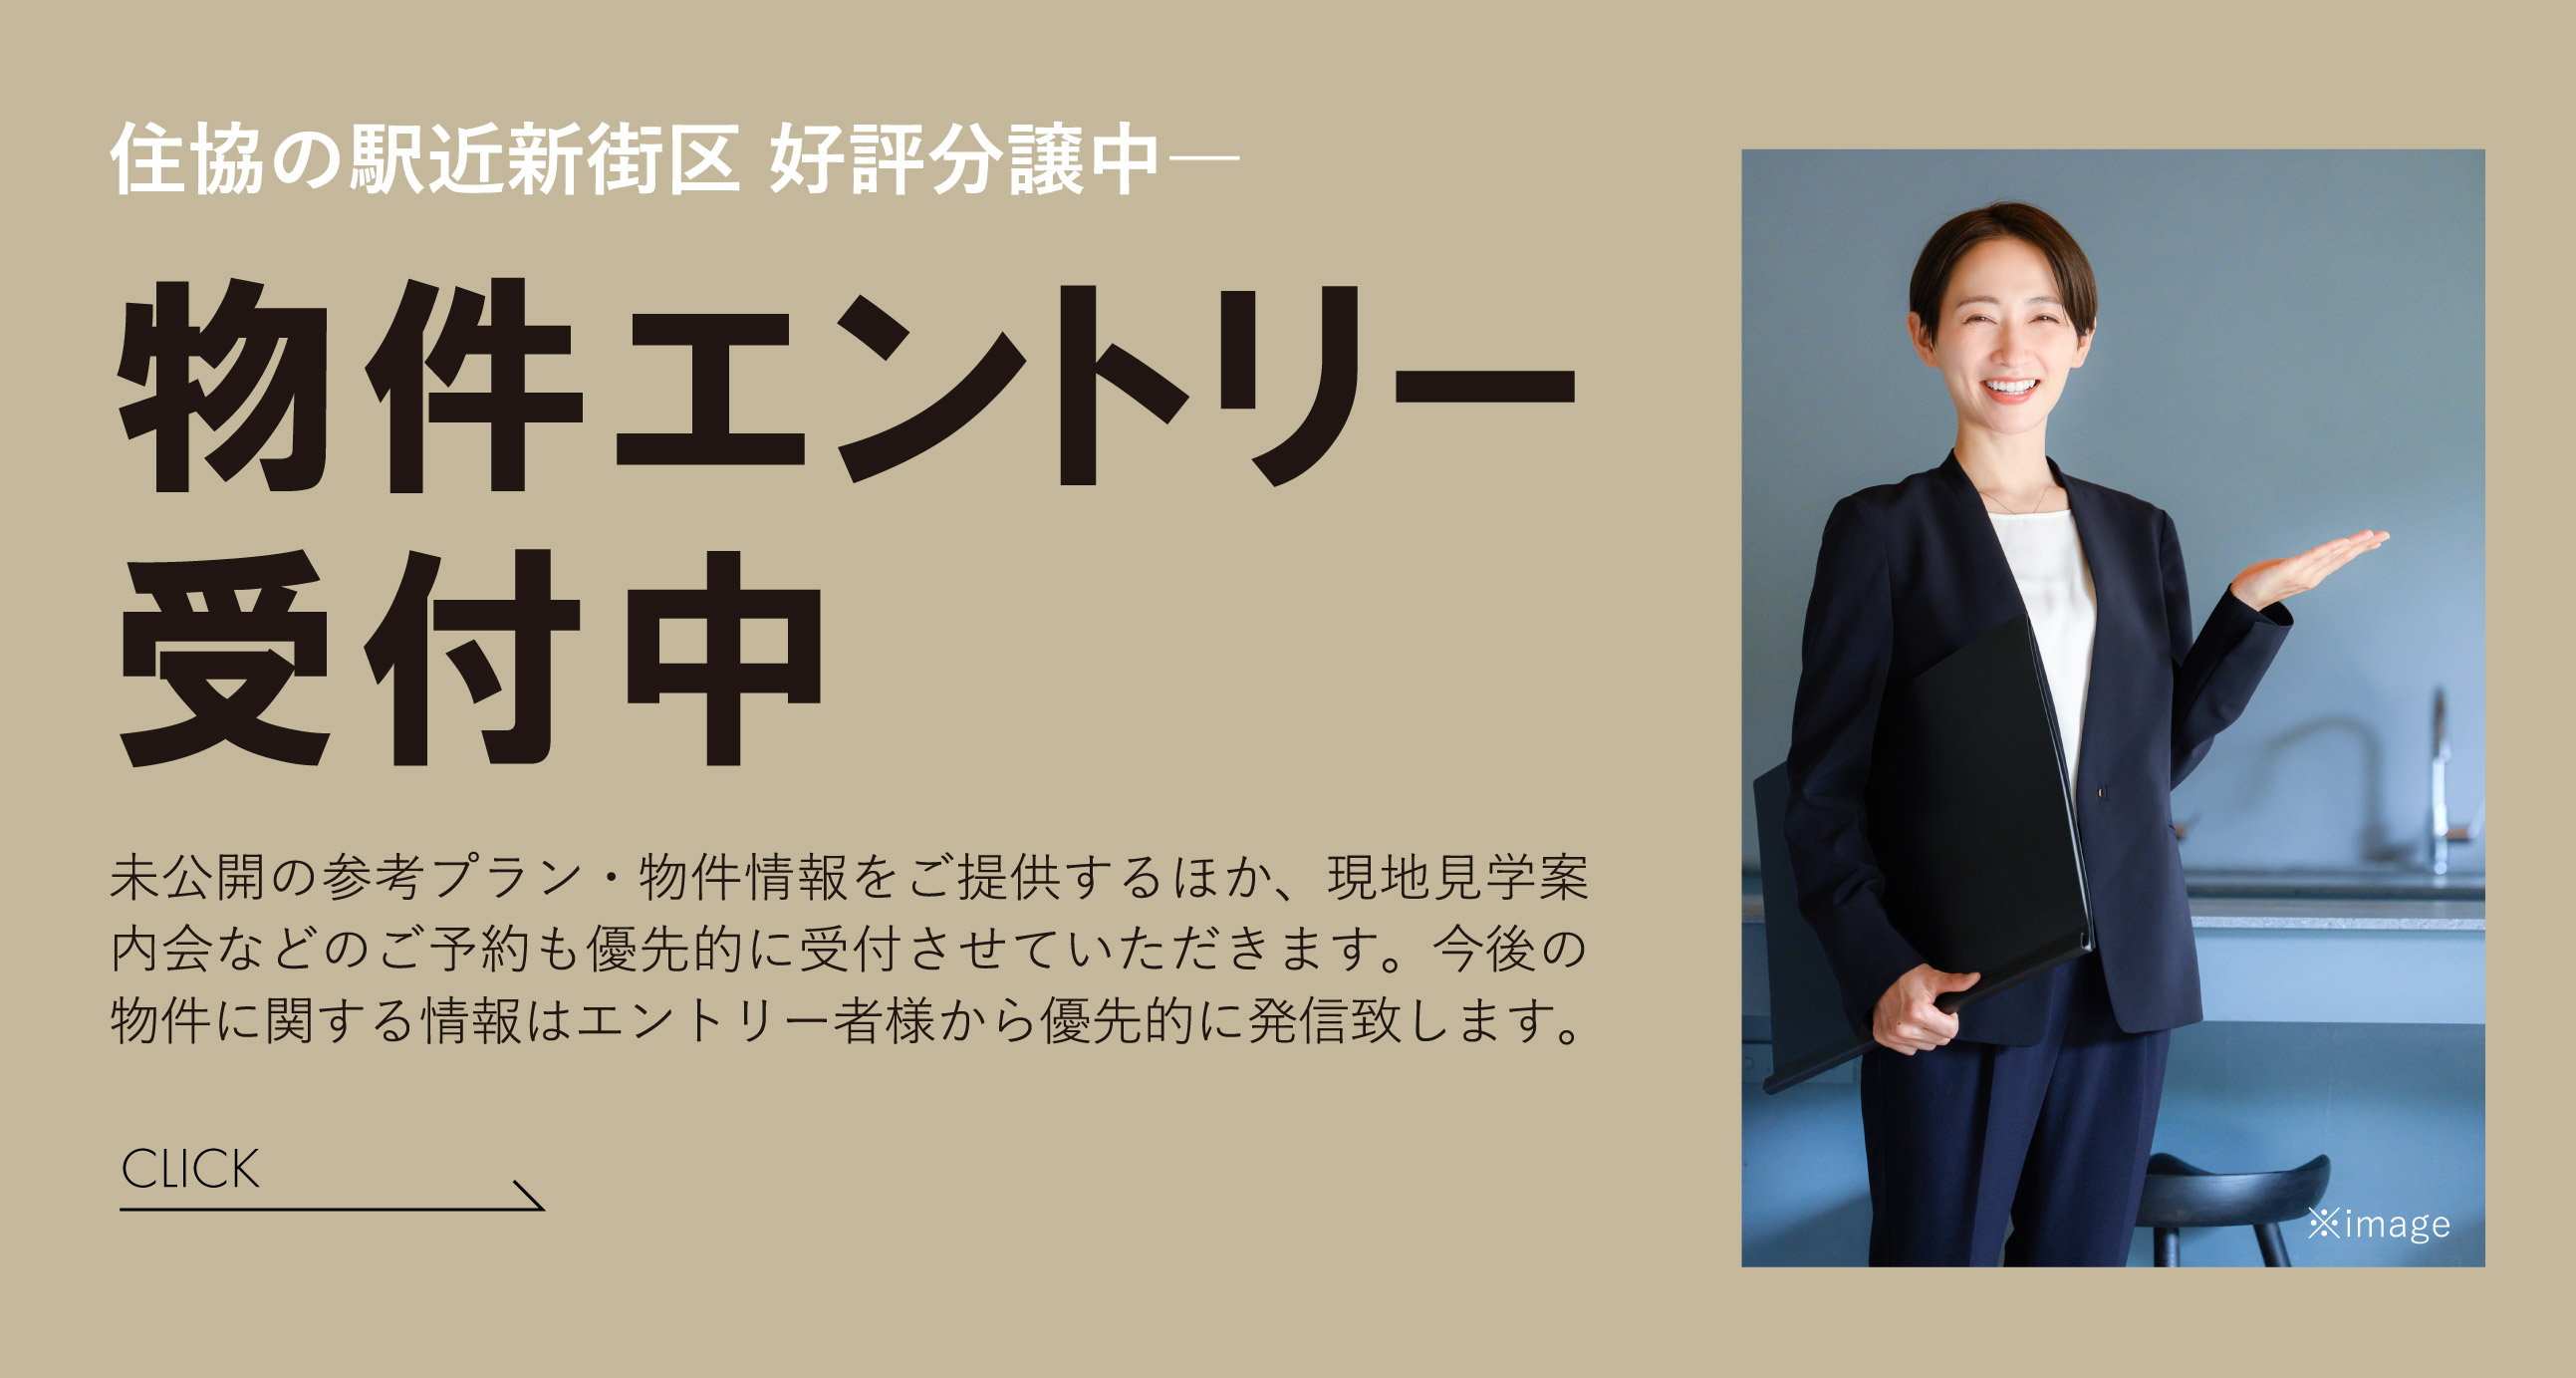 住協の駅近新街区 好評分譲中―
物件エントリー
受付中
未公開の参考プラン・物件情報をご提供するほか、現地見学案
内会などのご予約も優先的に受付させていただきます。今後の
物件に関する情報はエントリー者様から優先的に発信致します。
CLICK
※image